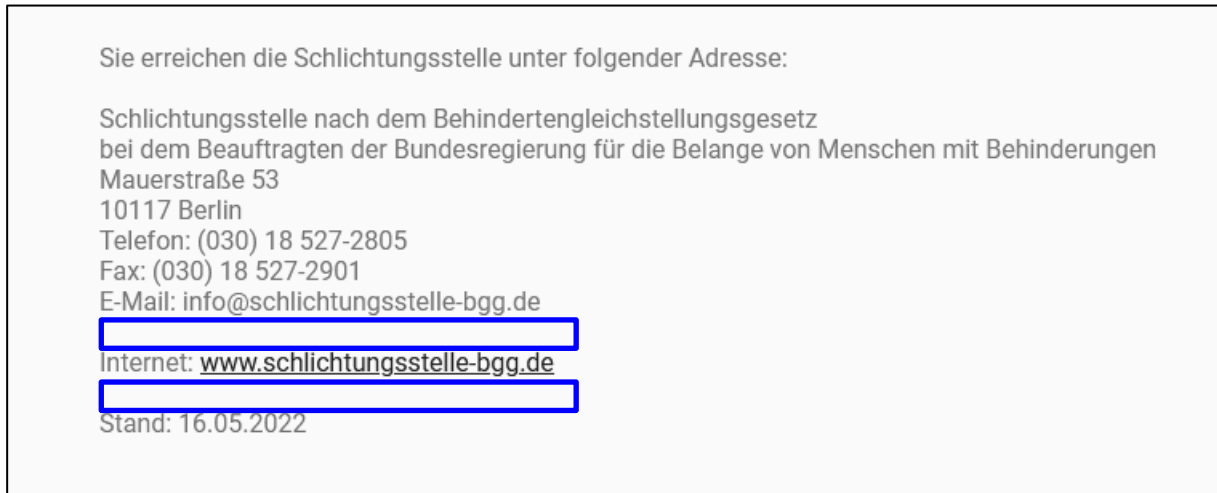 Sie erreichen die Schlichtungsstelle unter folgender Adresse:
Schlichtungsstelle nach dem Behindertengleichstellungsgesetz
bei dem Beauftragten der Bundesregierung für die Belange von Menschen mit Behinderungen
Mauerstraße 53
10117 Berlin
Telefon: (030) 18 527-2805
Fax: (030) 18 527-2901
E-Mail: info@schlichtungsstelle-bgg.de
Internet: www.schlichtungsstelle-bgg.de
Stand: 16.05.2022